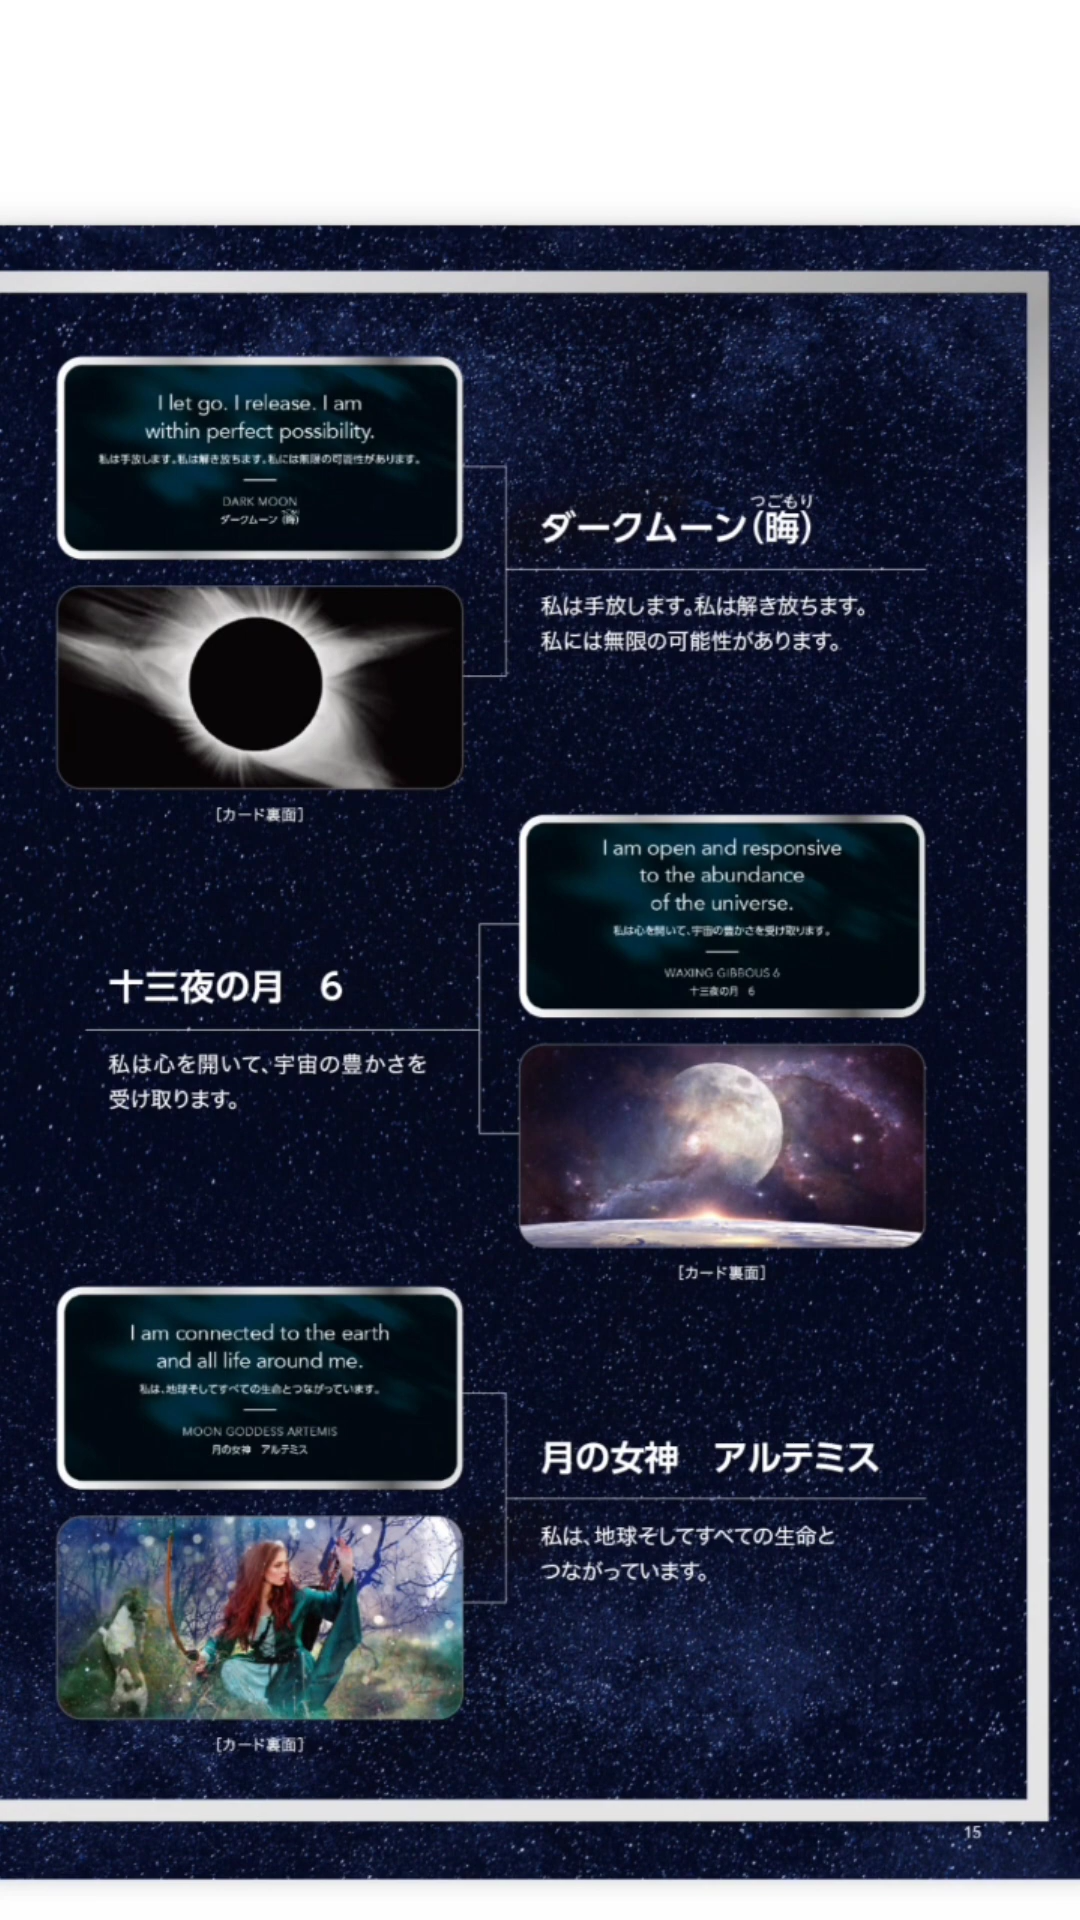 I let go. I release. I am
within perfect possibility.
私は手放します。私は解き放ちます。私には無限の可能性があります。
DARK MOON
ダークムーン（晦）
つごもり
ダークムーン（晦）
私は手放します。私は解き放ちます。
私には無限の可能性があります。
［カード裏面］
I am open and responsive
to the abundance
of the universe.
私は心を開いて、宇宙の豊かさを受け取ります。
WAXING GIBBOUS 6
十三夜の月　6
十三夜の月　6
私は心を開いて、宇宙の豊かさを
受け取ります。
［カード裏面］
I am connected to the earth
and all life around me.
私は、地球そしてすべての生命とつながっています。
MOON GODDESS ARTEMIS
月の女神　アルテミス
月の女神　アルテミス
私は、地球そしてすべての生命と
つながっています。
［カード裏面］
15